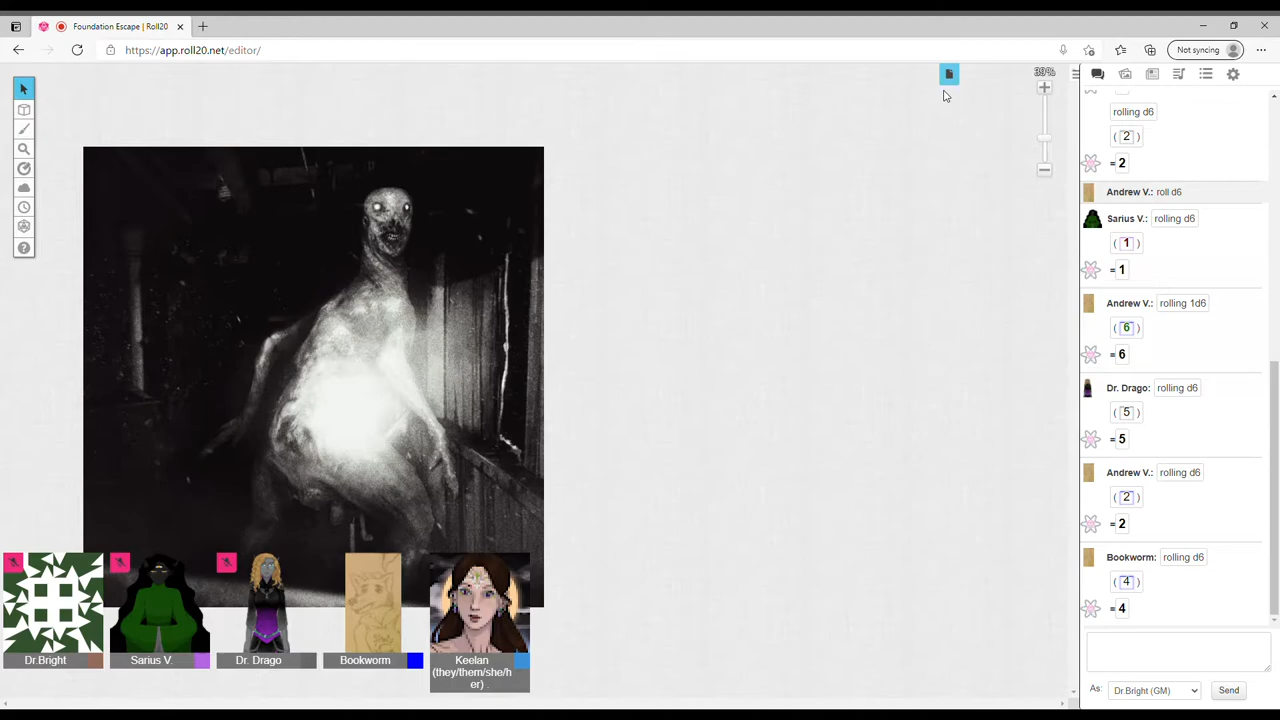 Foundation Escape | Roll20
https://app.roll20.net/editor/
Not syncing
39%
rolling d6
( 2 )
= 2
Andrew V.: roll d6
Sarius V.: rolling d6
( 1 )
= 1
Andrew V.: rolling 1d6
( 6 )
= 6
Dr. Drago: rolling d6
( 5 )
= 5
Andrew V.: rolling d6
( 2 )
= 2
Bookworm: rolling d6
( 4 )
= 4
Dr.Bright
Sarius V.
Dr. Drago
Bookworm
Keelan
(they/them/she/h
er) .
As: Dr.Bright (GM) Send